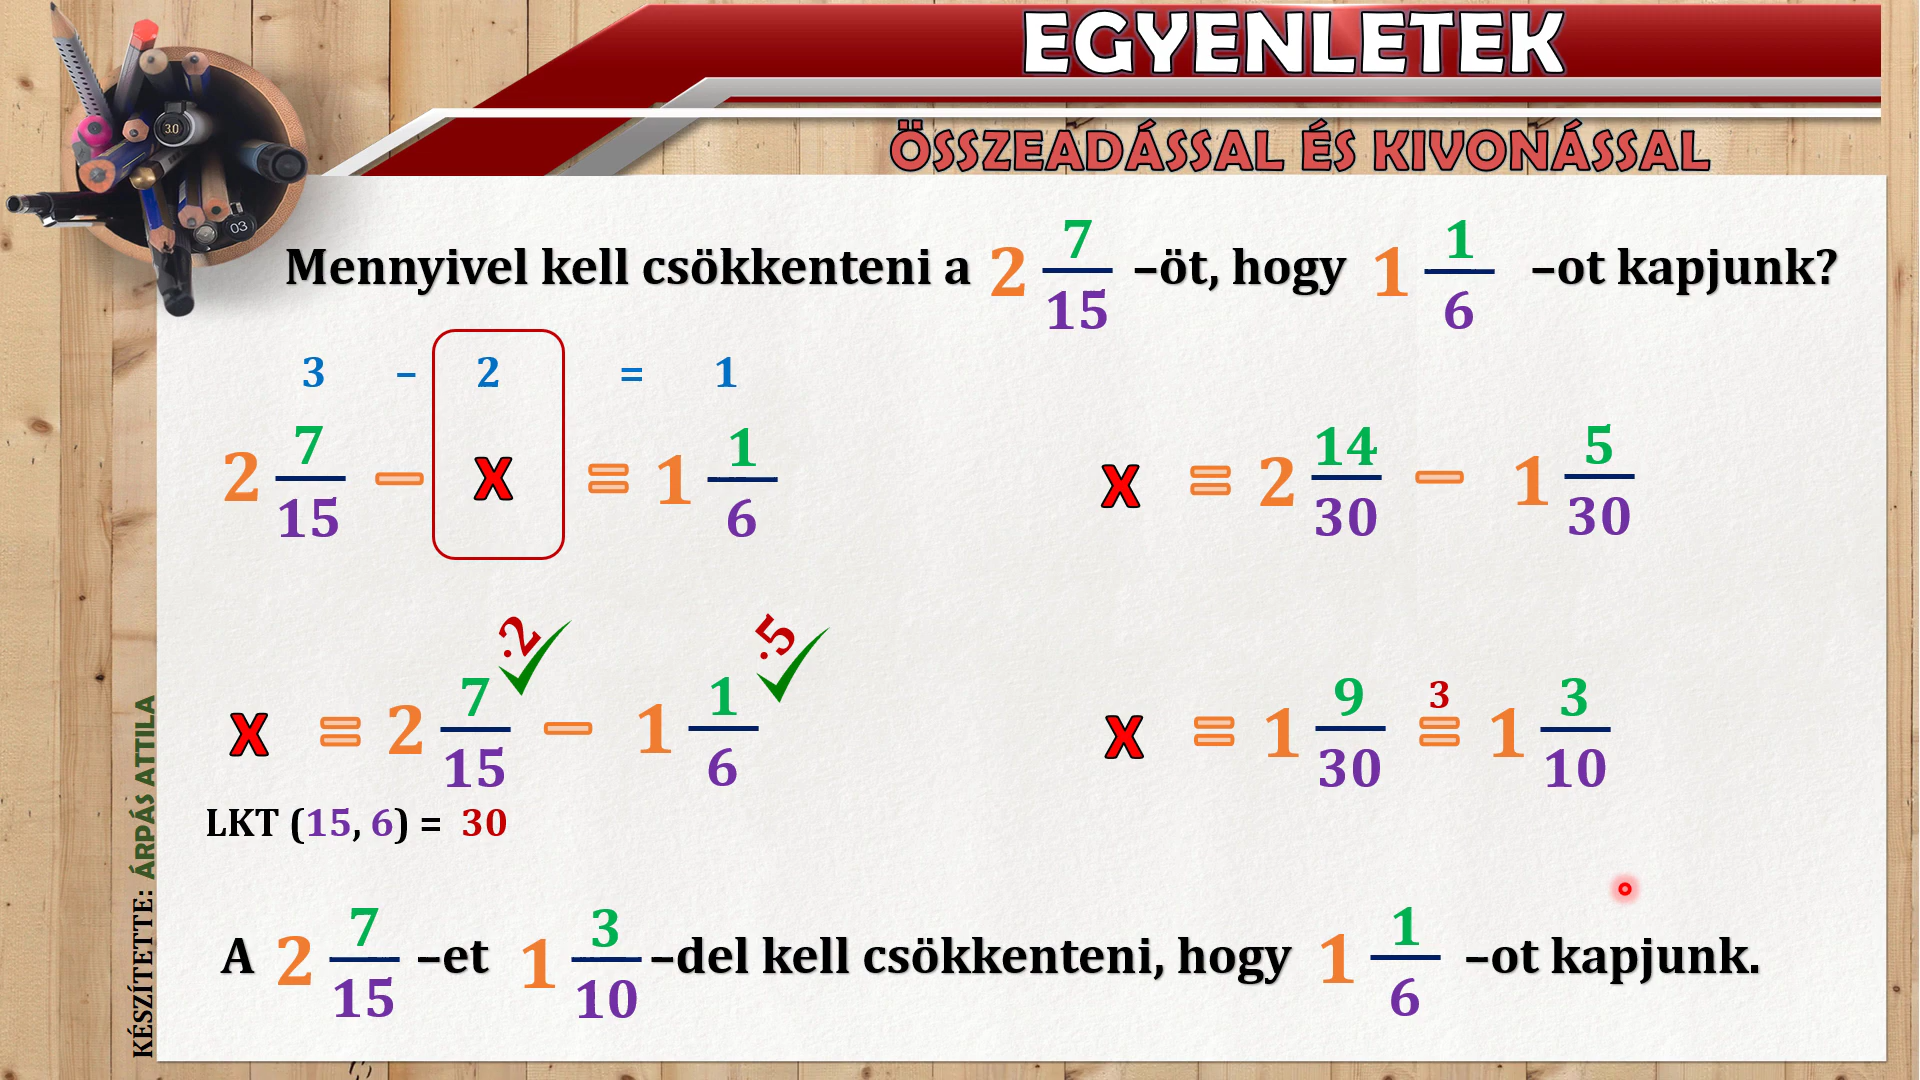 EGYENLETEK
ÖSSZEADÁSSAL ÉS KIVONÁSSAL
Mennyivel kell csökkenteni a 2 7/15 –öt, hogy 1 1/6 –ot kapjunk?
3 – 2 = 1
2 7/15 − x = 1 1/6
x = 2 14/30 − 1 5/30
·2 ·5
x = 2 7/15 − 1 1/6
3
x = 1 9/30 = 1 3/10
LKT (15, 6) = 30
A 2 7/15 –et 1 3/10 –del kell csökkenteni, hogy 1 1/6 –ot kapjunk.
KÉSZÍTETTE: ÁRPÁS ATTILA
3.0
03